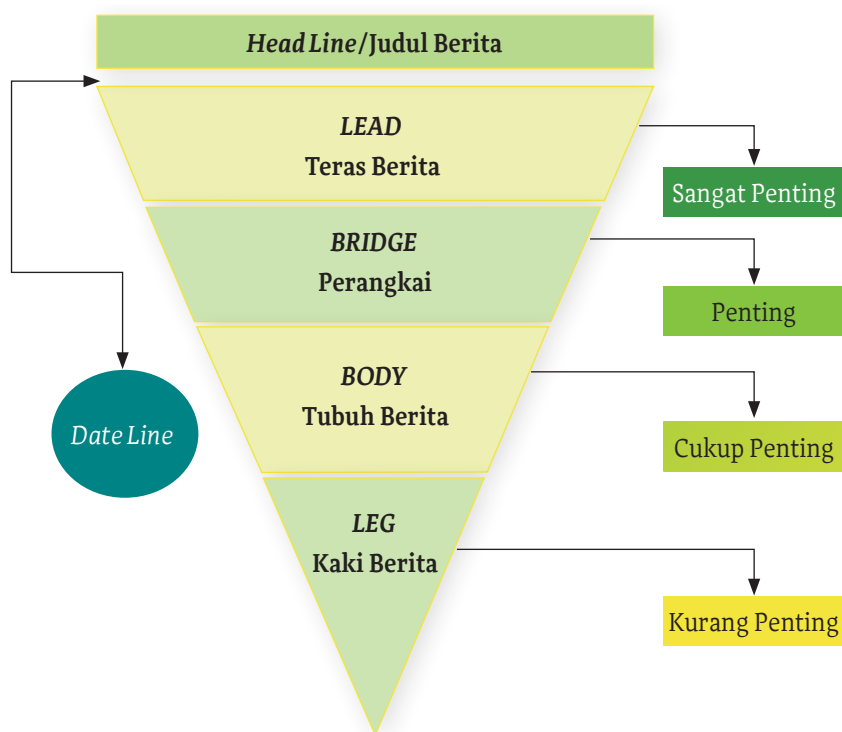 Head Line/Judul Berita
LEAD
Teras Berita
Sangat Penting
BRIDGE
Perangkai
Penting
BODY
Tubuh Berita
Cukup Penting
Date Line
LEG
Kaki Berita
Kurang Penting